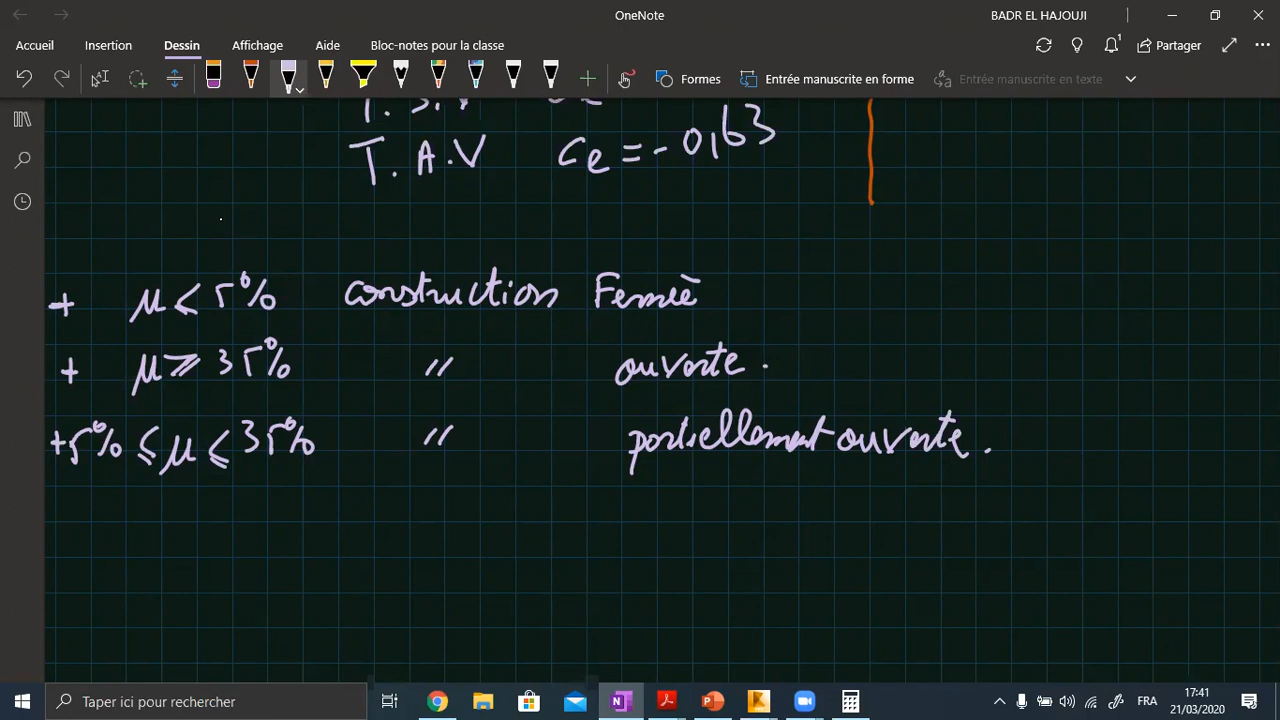 OneNote
BADR EL HAJOUJI
Accueil Insertion Dessin Affichage Aide Bloc-notes pour la classe
Partager
Formes Entrée manuscrite en forme Entrée manuscrite en texte
T. A.V Ce = - 0,63
+ μ < 5% construction Fermée
+ μ ⩾ 35% // ouverte.
+ 5% ≤ μ ≤ 35% // partiellement ouverte.
Taper ici pour rechercher
FRA
17:41
21/03/2020